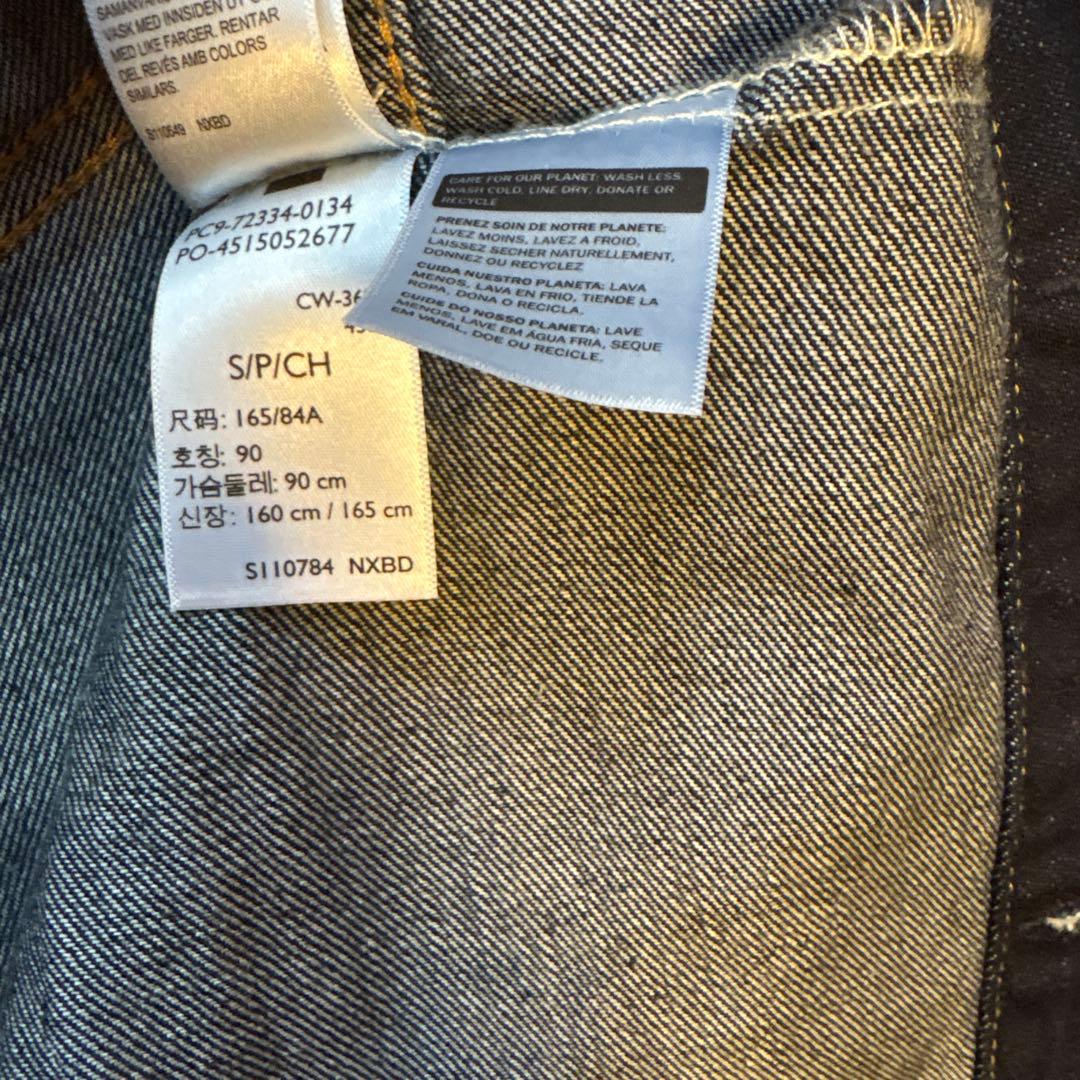 SAMANVÄRISTEN
VASK MED INNSIDEN UT OG
MED LIKE FARGER. RENTAR
DEL REVÉS AMB COLORS
SIMILARS.
S110649 NXBD
PC9-72334-0134
PO-4515052677
CW-36
S/P/CH
尺码: 165/84A
호칭: 90
가슴둘레: 90 cm
신장: 160 cm / 165 cm
S110784 NXBD
CARE FOR OUR PLANET: WASH LESS,
WASH COLD, LINE DRY, DONATE OR
RECYCLE
PRENEZ SOIN DE NOTRE PLANETE:
LAVEZ MOINS, LAVEZ A FROID,
LAISSEZ SECHER NATURELLEMENT,
DONNEZ OU RECYCLEZ
CUIDA NUESTRO PLANETA: LAVA
MENOS, LAVA EN FRIO, TIENDE LA
ROPA, DONA O RECICLA.
CUIDE DO NOSSO PLANETA: LAVE
MENOS, LAVE EM ÁGUA FRIA, SEQUE
EM VARAL, DOE OU RECICLE.